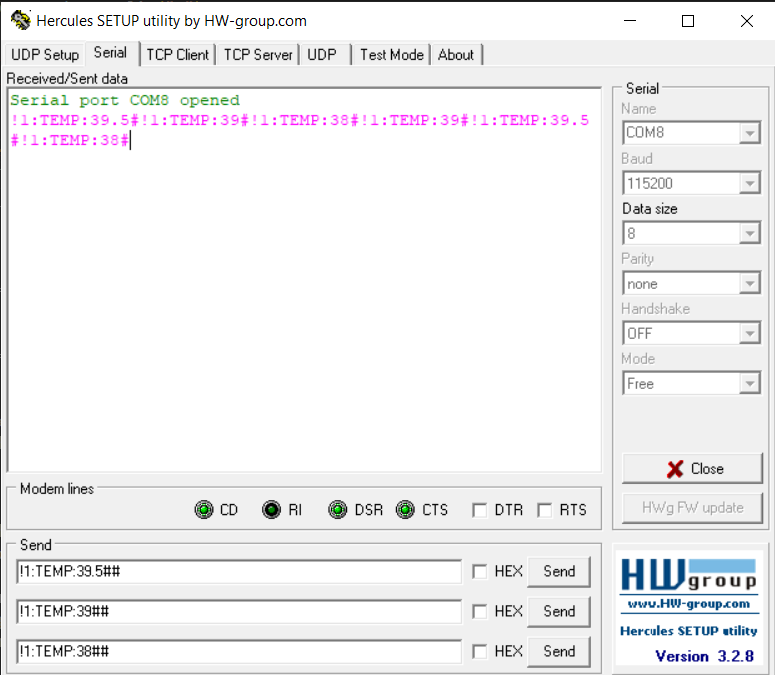 Hercules SETUP utility by HW-group.com
UDP Setup Serial TCP Client TCP Server UDP Test Mode About
Received/Sent data
Serial port COM8 opened
!1:TEMP:39.5#!1:TEMP:39#!1:TEMP:38#!1:TEMP:39#!1:TEMP:39.5
#!1:TEMP:38#
Serial
Name
COM8
Baud
115200
Data size
8
Parity
none
Handshake
OFF
Mode
Free
Close
HWg FW update
Modem lines
CD RI DSR CTS DTR RTS
Send
!1:TEMP:39.5## HEX Send
!1:TEMP:39## HEX Send
!1:TEMP:38## HEX Send
HWgroup
www.HW-group.com
Hercules SETUP utility
Version 3.2.8